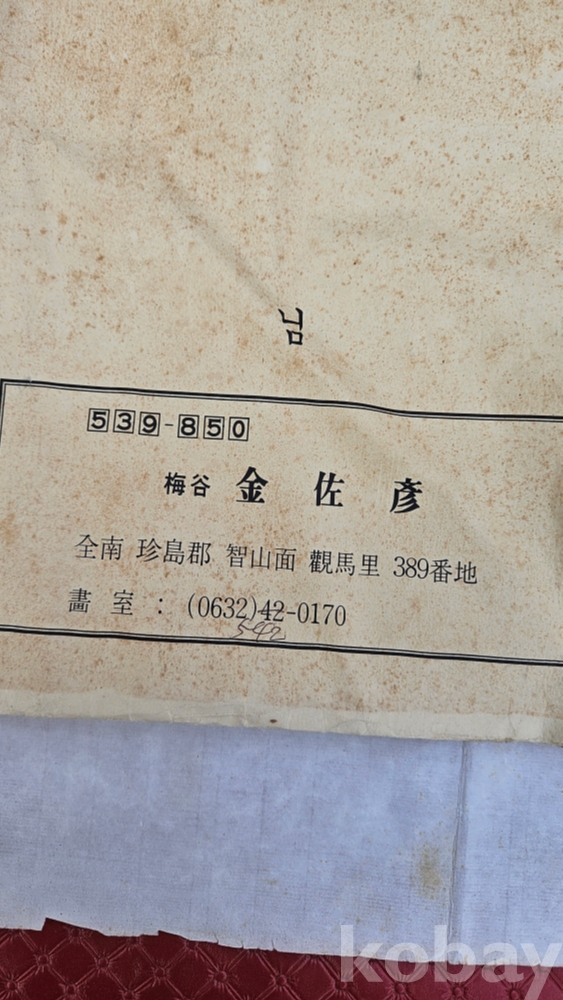 님
539-850
梅谷 金佐彦
全南 珍島郡 智山面 觀馬里 389番地
畵室 : (0632)42-0170
542
kobay